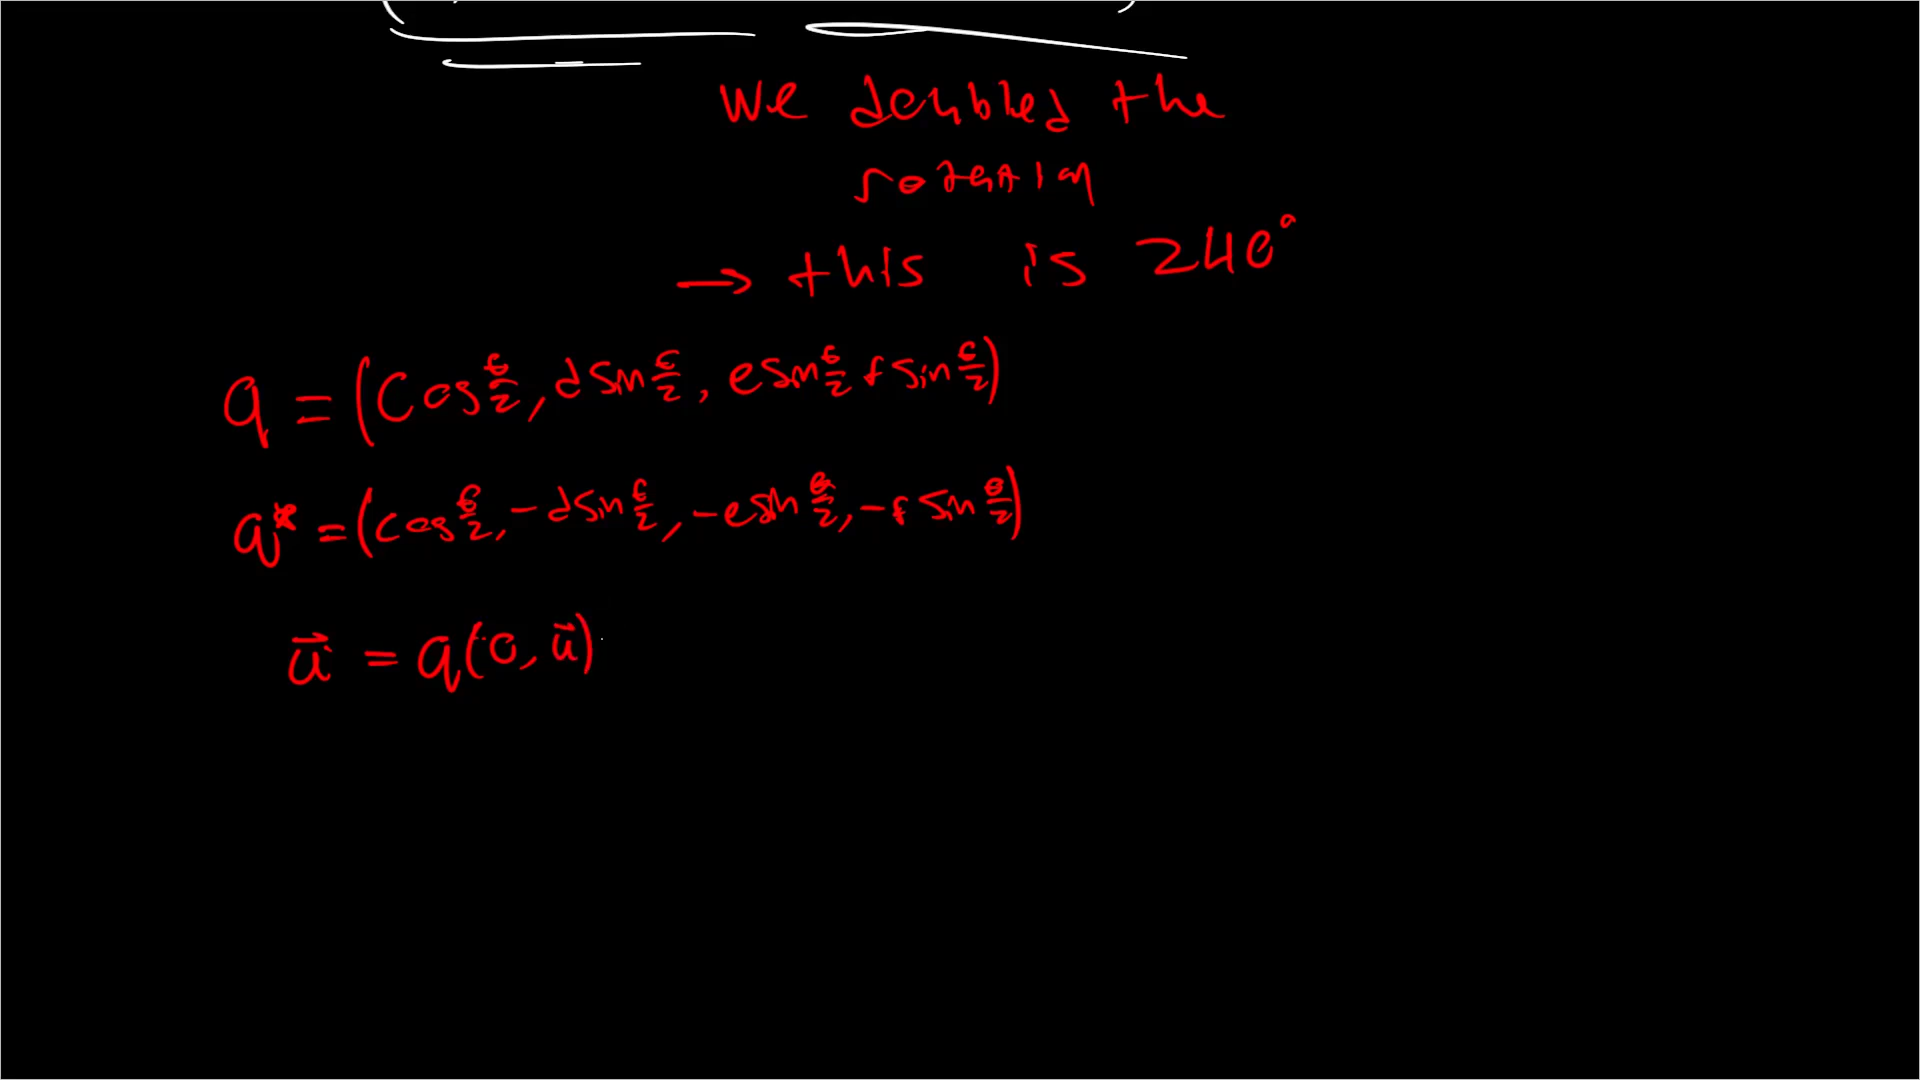 we doubled the
rotation
→ this is 240°
q = (cos θ/2, d sin θ/2, e sin θ/2 f sin θ/2)
q* = (cos θ/2, -d sin θ/2, -e sin θ/2, -f sin θ/2)
u⃗ = q(0, u⃗)